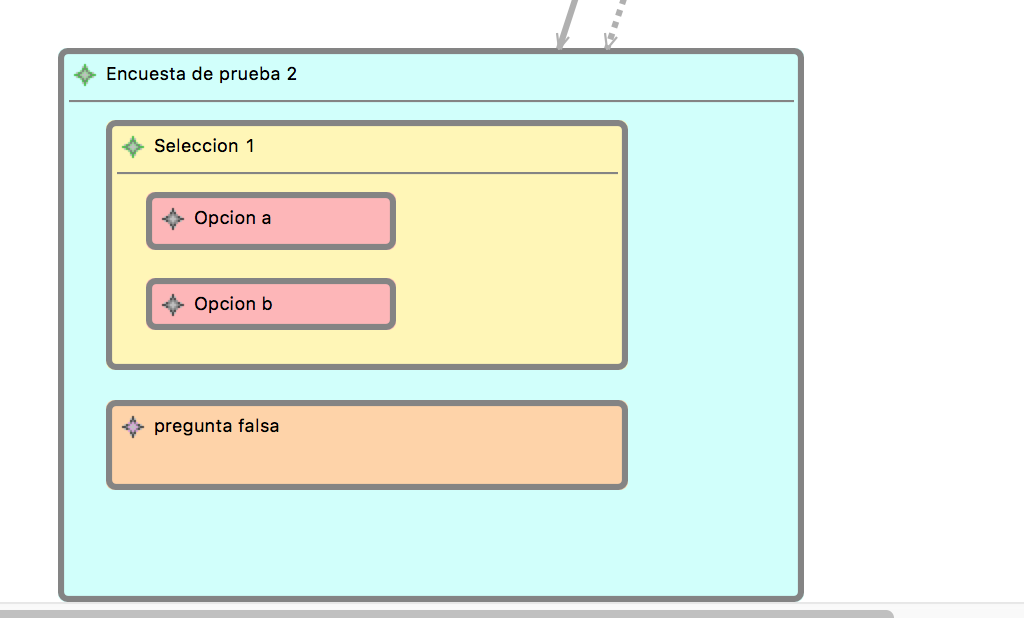 Encuesta de prueba 2
Seleccion 1
Opcion a
Opcion b
pregunta falsa